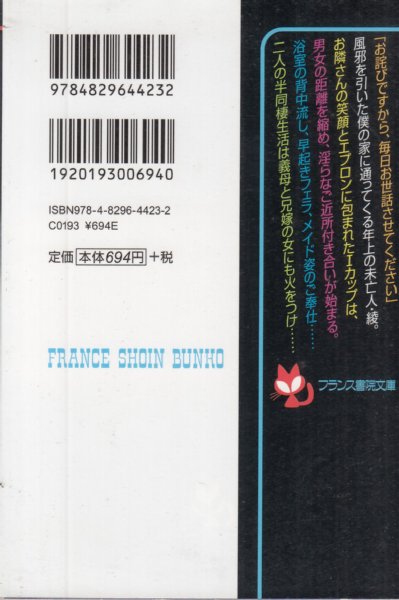 「お詫びですから、毎日お世話させてください」
風邪を引いた僕の家に通ってくる年上の未亡人・綾。
お隣さんの笑顔とエプロンに包まれたIカップは、
男女の距離を縮め、淫らなご近所付き合いが始まる。
浴室の背中流し、早起きフェラ、メイド姿のご奉仕……
二人の半同棲生活は義母と兄嫁の女にも火をつけ……
フランス書院文庫
9784829644232
1920193006940
ISBN978-4-8296-4423-2
C0193 ¥694E
定価 本体694円 +税
FRANCE SHOIN BUNKO